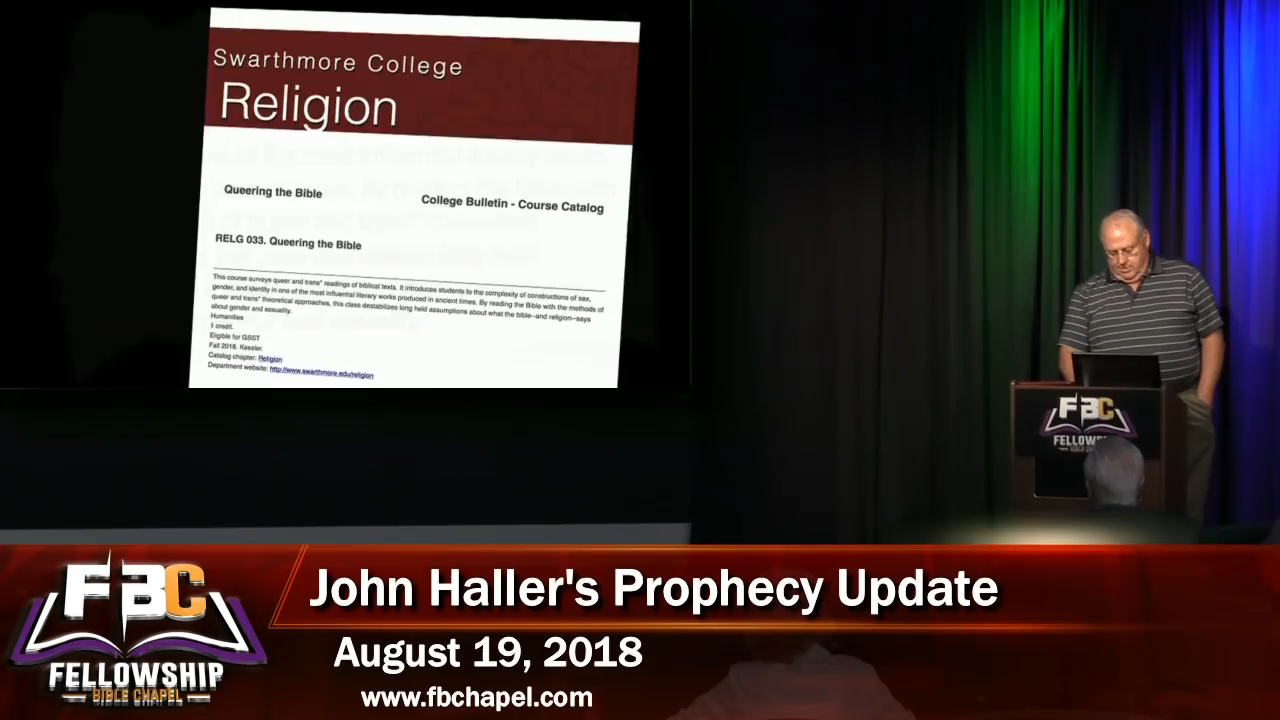 Swarthmore College
Religion
Queering the Bible
College Bulletin - Course Catalog
RELG 033. Queering the Bible
This course surveys queer and trans* readings of biblical texts. It introduces students to the complexity of constructions of sex,
gender, and identity in one of the most influential literary works produced in ancient times. By reading the Bible with the methods of
queer and trans* theoretical approaches, this class destabilizes long held assumptions about what the bible--and religion--says
about gender and sexuality.
Humanities
1 credit.
Eligible for GSST
Fall 2018. Kessler.
Catalog chapter: Religion
Department website: http://www.swarthmore.edu/religion
FBC
FELLOWSHIP
BIBLE CHAPEL
John Haller's Prophecy Update
August 19, 2018
www.fbchapel.com
FBC
FELLOWSHIP
BIBLE CHAPEL